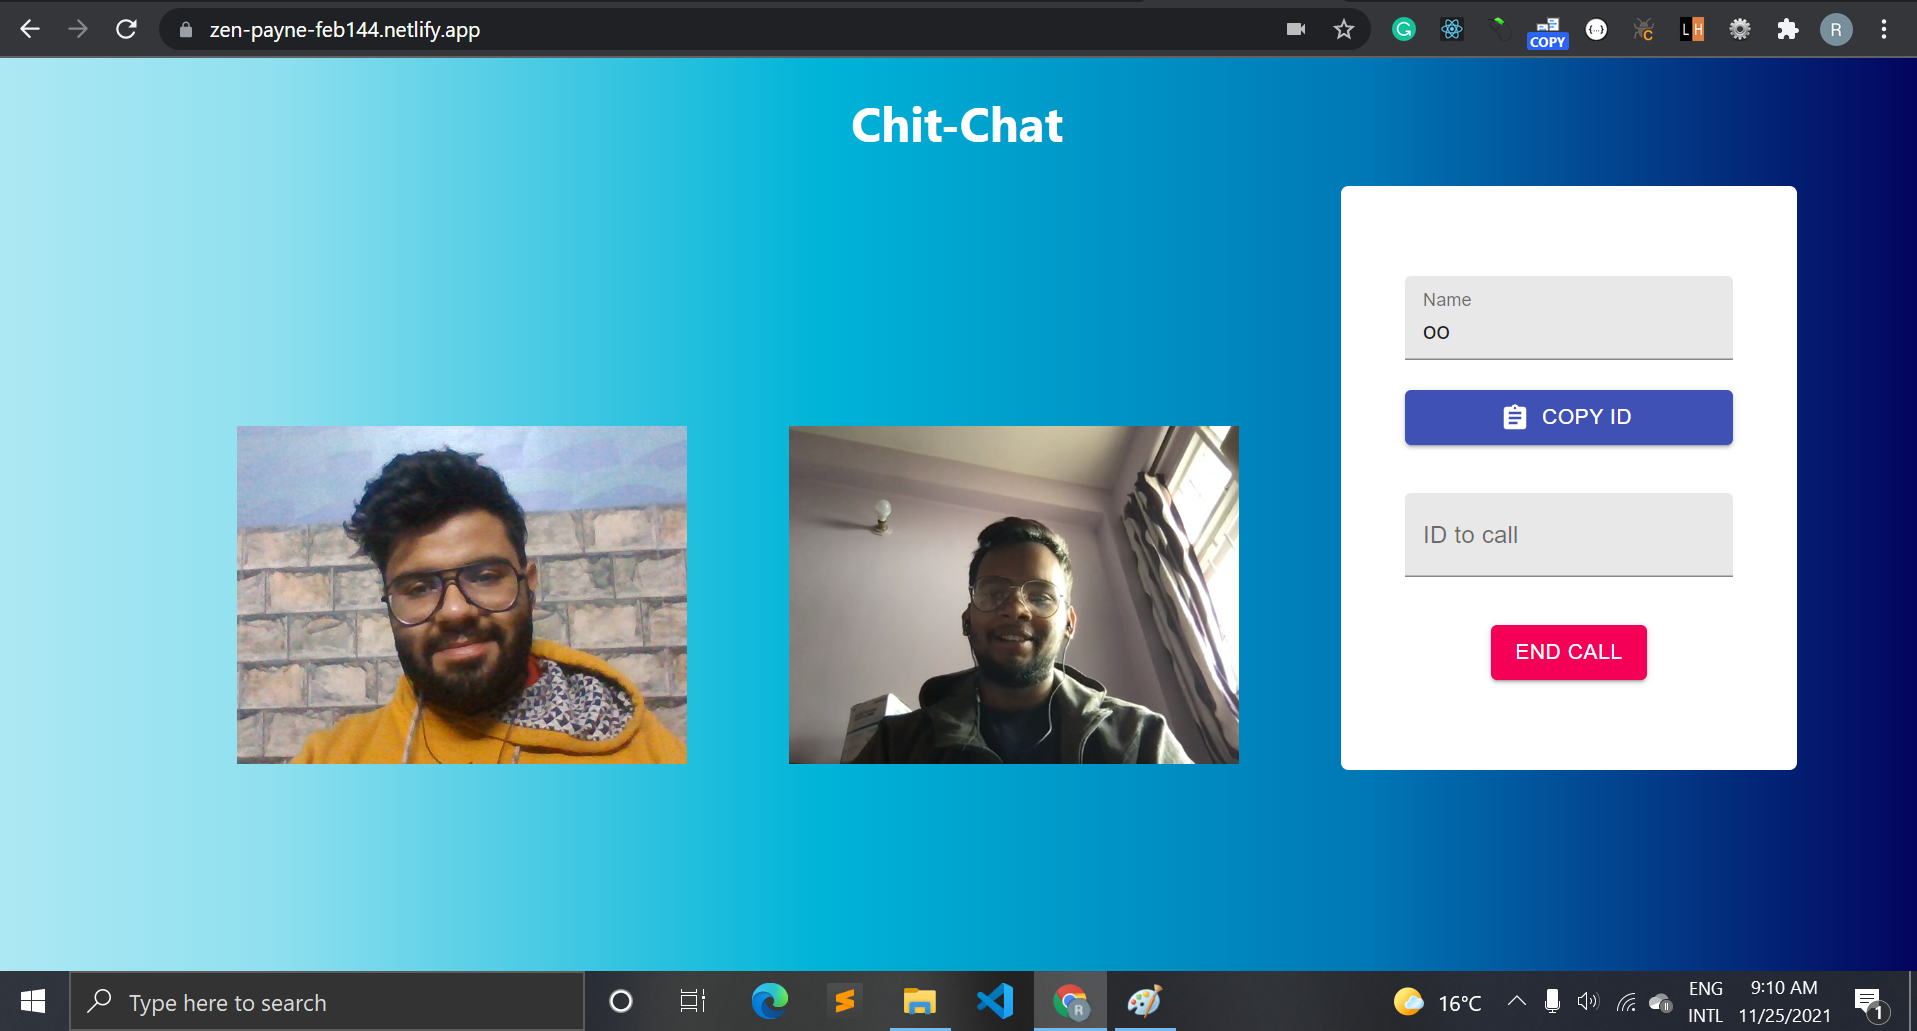 zen-payne-feb144.netlify.app
COPY
L H
R
Chit-Chat
Name
oo
COPY ID
ID to call
END CALL
Type here to search
R
16°C
ENG
INTL
9:10 AM
11/25/2021
1